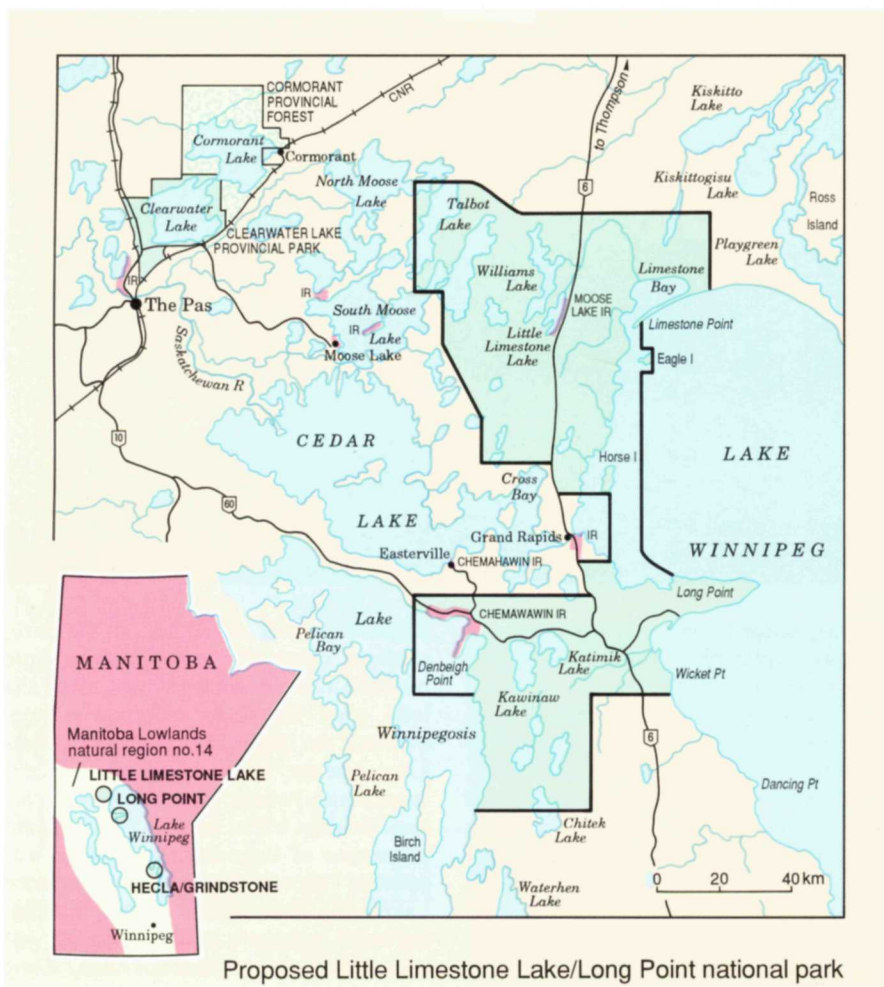 CORMORANT
PROVINCIAL
FOREST
CNR
to Thompson
Kiskitto
Lake
Cormorant
Lake
Cormorant
North Moose
Lake
6
Kiskittogisu
Lake
Ross
Island
Talbot
Lake
Clearwater
Lake
CLEARWATER LAKE
PROVINCIAL PARK
Playgreen
Lake
Williams
Lake
Limestone
Bay
IR
IR
The Pas
MOOSE
LAKE IR
South Moose
Lake
IR
Moose Lake
Little
Limestone
Lake
Limestone Point
Eagle I
Saskatchewan R
10
CEDAR
LAKE
Horse I
LAKE
WINNIPEG
Cross
Bay
60
Grand Rapids
IR
Easterville
CHEMAHAWIN IR
Long Point
CHEMAWAWIN IR
Lake
Winnipegosis
Pelican
Bay
Denbeigh
Point
Katimik
Lake
Wicket Pt
Kawinaw
Lake
6
Pelican
Lake
Dancing Pt
Birch
Island
Chitek
Lake
Waterhen
Lake
0 20 40 km
MANITOBA
Manitoba Lowlands
natural region no.14
LITTLE LIMESTONE LAKE
LONG POINT
Lake
Winnipeg
HECLA/GRINDSTONE
Winnipeg
Proposed Little Limestone Lake/Long Point national park